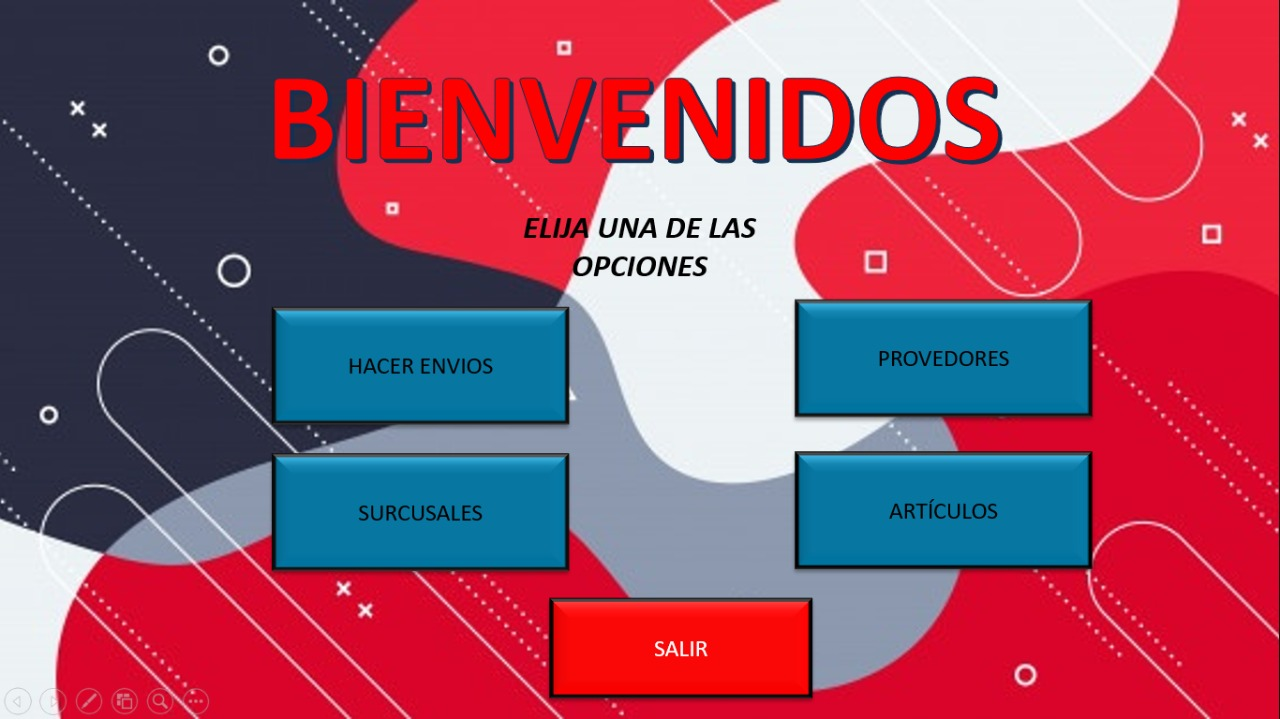 BIENVENIDOS
ELIJA UNA DE LAS
OPCIONES
HACER ENVIOS
PROVEDORES
SURCUSALES
ARTÍCULOS
SALIR